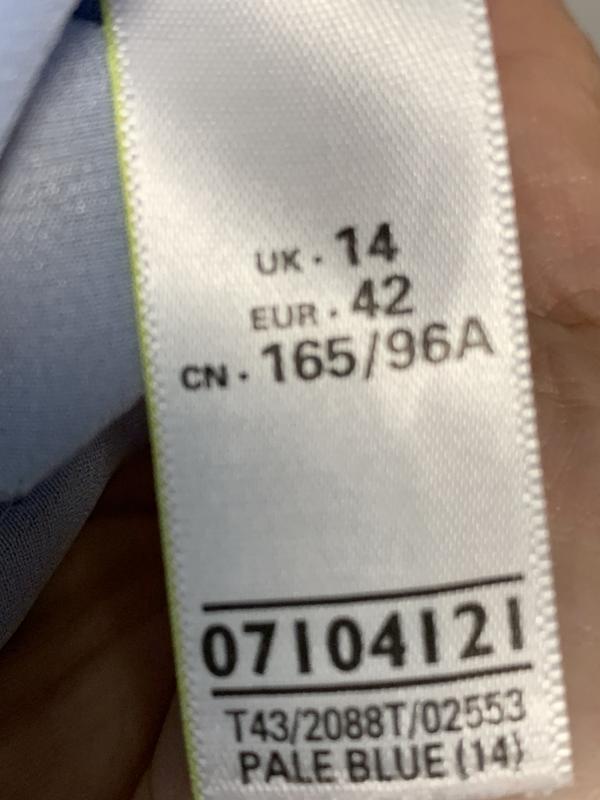 UK · 14
EUR · 42
CN · 165/96A
07104121
T43/2088T/02553
PALE BLUE (14)